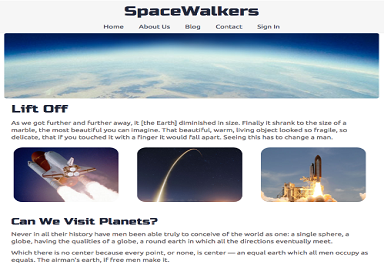 SpaceWalkers
Home About Us Blog Contact Sign In
Lift Off
As we got further and further away, it [the Earth] diminished in size. Finally it shrank to the size of a
marble, the most beautiful you can imagine. That beautiful, warm, living object looked so fragile, so
delicate, that if you touched it with a finger it would fall apart. Seeing this has to change a man.
Can We Visit Planets?
Never in all their history have men been able truly to conceive of the world as one: a single sphere, a
globe, having the qualities of a globe, a round earth in which all the directions eventually meet.
Which there is no center because every point, or none, is center — an equal earth which all men occupy as
equals. The airman's earth, if free men make it.